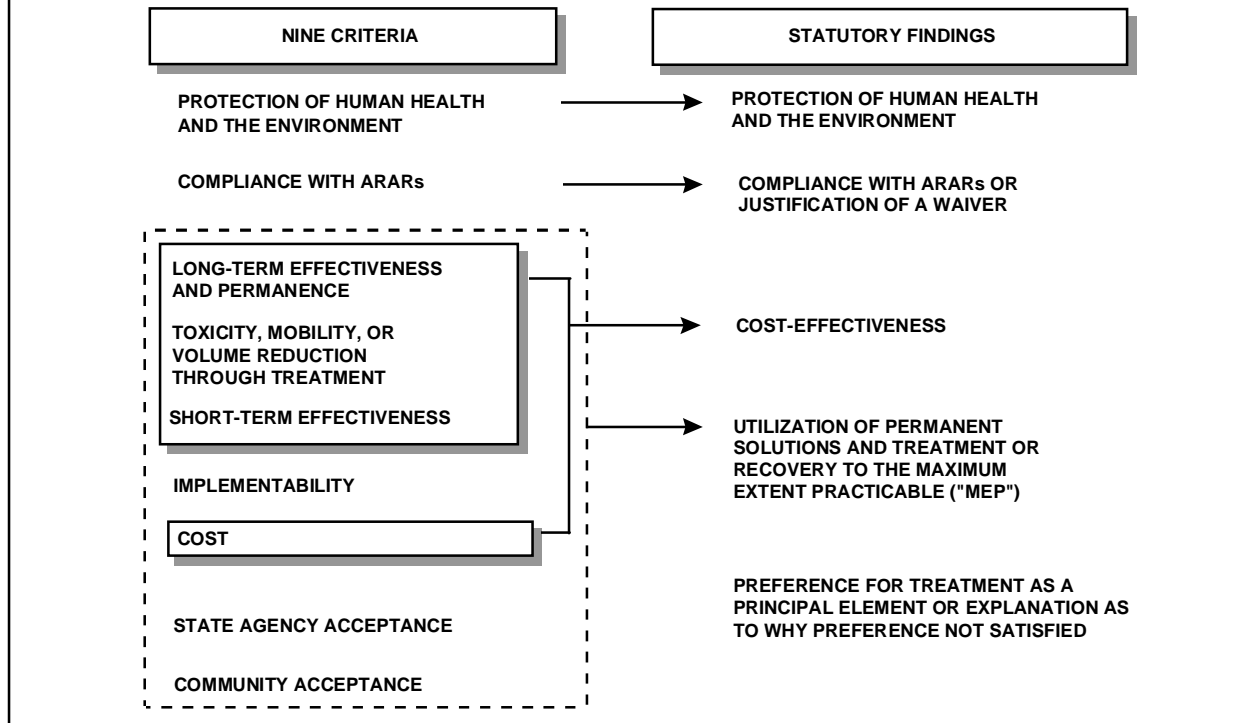 NINE CRITERIA
STATUTORY FINDINGS
PROTECTION OF HUMAN HEALTH
AND THE ENVIRONMENT
PROTECTION OF HUMAN HEALTH
AND THE ENVIRONMENT
COMPLIANCE WITH ARARs
COMPLIANCE WITH ARARs OR
JUSTIFICATION OF A WAIVER
LONG-TERM EFFECTIVENESS
AND PERMANENCE
TOXICITY, MOBILITY, OR
VOLUME REDUCTION
THROUGH TREATMENT
SHORT-TERM EFFECTIVENESS
COST-EFFECTIVENESS
IMPLEMENTABILITY
COST
UTILIZATION OF PERMANENT
SOLUTIONS AND TREATMENT OR
RECOVERY TO THE MAXIMUM
EXTENT PRACTICABLE ("MEP")
STATE AGENCY ACCEPTANCE
COMMUNITY ACCEPTANCE
PREFERENCE FOR TREATMENT AS A
PRINCIPAL ELEMENT OR EXPLANATION AS
TO WHY PREFERENCE NOT SATISFIED